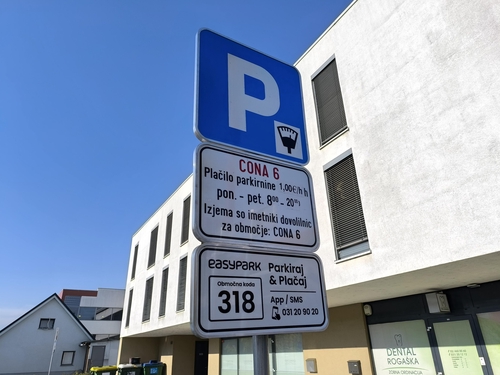 P
CONA 6
Plačilo parkirnine 1,00€/h
pon. - pet. 8⁰⁰ - 20⁰⁰
Izjema so imetniki dovolilnic
za območje: CONA 6
easypark
Parkiraj
& Plačaj
Območna koda
318
App / SMS
031 20 90 20
DENTAL
ROGAŠKA